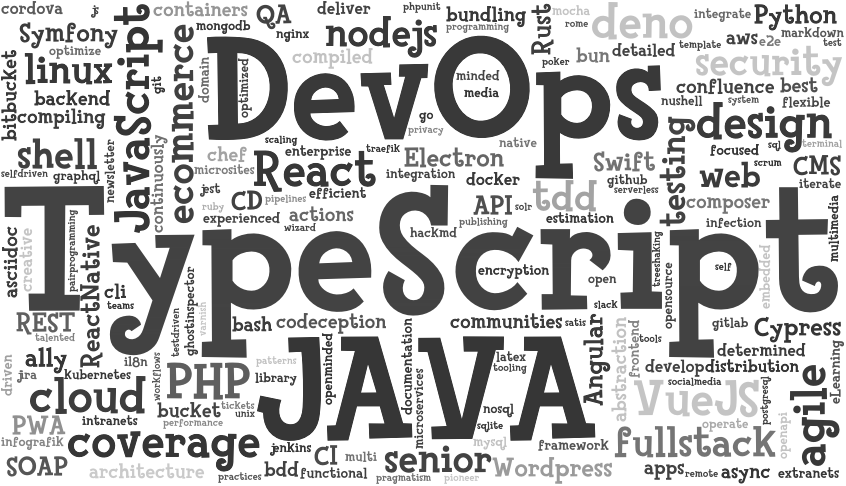 cordova
js
containers
QA
deliver
phpunit
bundling
programming
Rust
mocha
rome
deno
integrate
Python
markdown
test
Symfony
optimize
JavaScript
git
mongodb
nginx
nodejs
compiled
DevOps
minded
media
poker
bun
detailed
template
aws
e2e
security
bitbucket
linux
backend
compiling
ecommerce
domain
optimized
go
privacy
native
nushell
system
confluence
best
flexible
design
shell
selfdriven
graphql
newsletter
continuously
chef
microsites
scaling
enterprise
traefik
React
Electron
integration
docker
Swift
github
serverless
testing
focused
sql
terminal
scrum
web
CMS
iterate
jest
ruby
CD
pipelines
efficient
experienced
actions
wizard
API
solr
publishing
tdd
estimation
composer
infection
multimedia
TypeScript
asciidoc
creative
pairprogramming
ReactNative
cli
teams
hackmd
encryption
open
slack
treeshaking
opensource
self
embedded
REST
talented
testdriven
ghostinspector
varnish
bash
codeception
communities
satis
gitlab
Cypress
determined
driven
ally
jira
Kubernetes
i18n
workflows
patterns
PHP
library
openminded
JAVA
documentation
microservices
latex
tooling
nosql
sqlite
mysql
Angular
abstraction
frontend
tools
develop
distribution
socialmedia
VueJS
postgresql
operate
openapi
agile
eLearning
cloud
intranets
bucket
tickets
unix
performance
PWA
infografik
coverage
SOAP
architecture
practices
jenkins
bdd
CI
functional
multi
pragmatism
senior
pioneer
Wordpress
framework
fullstack
apps
remote
async
extranets